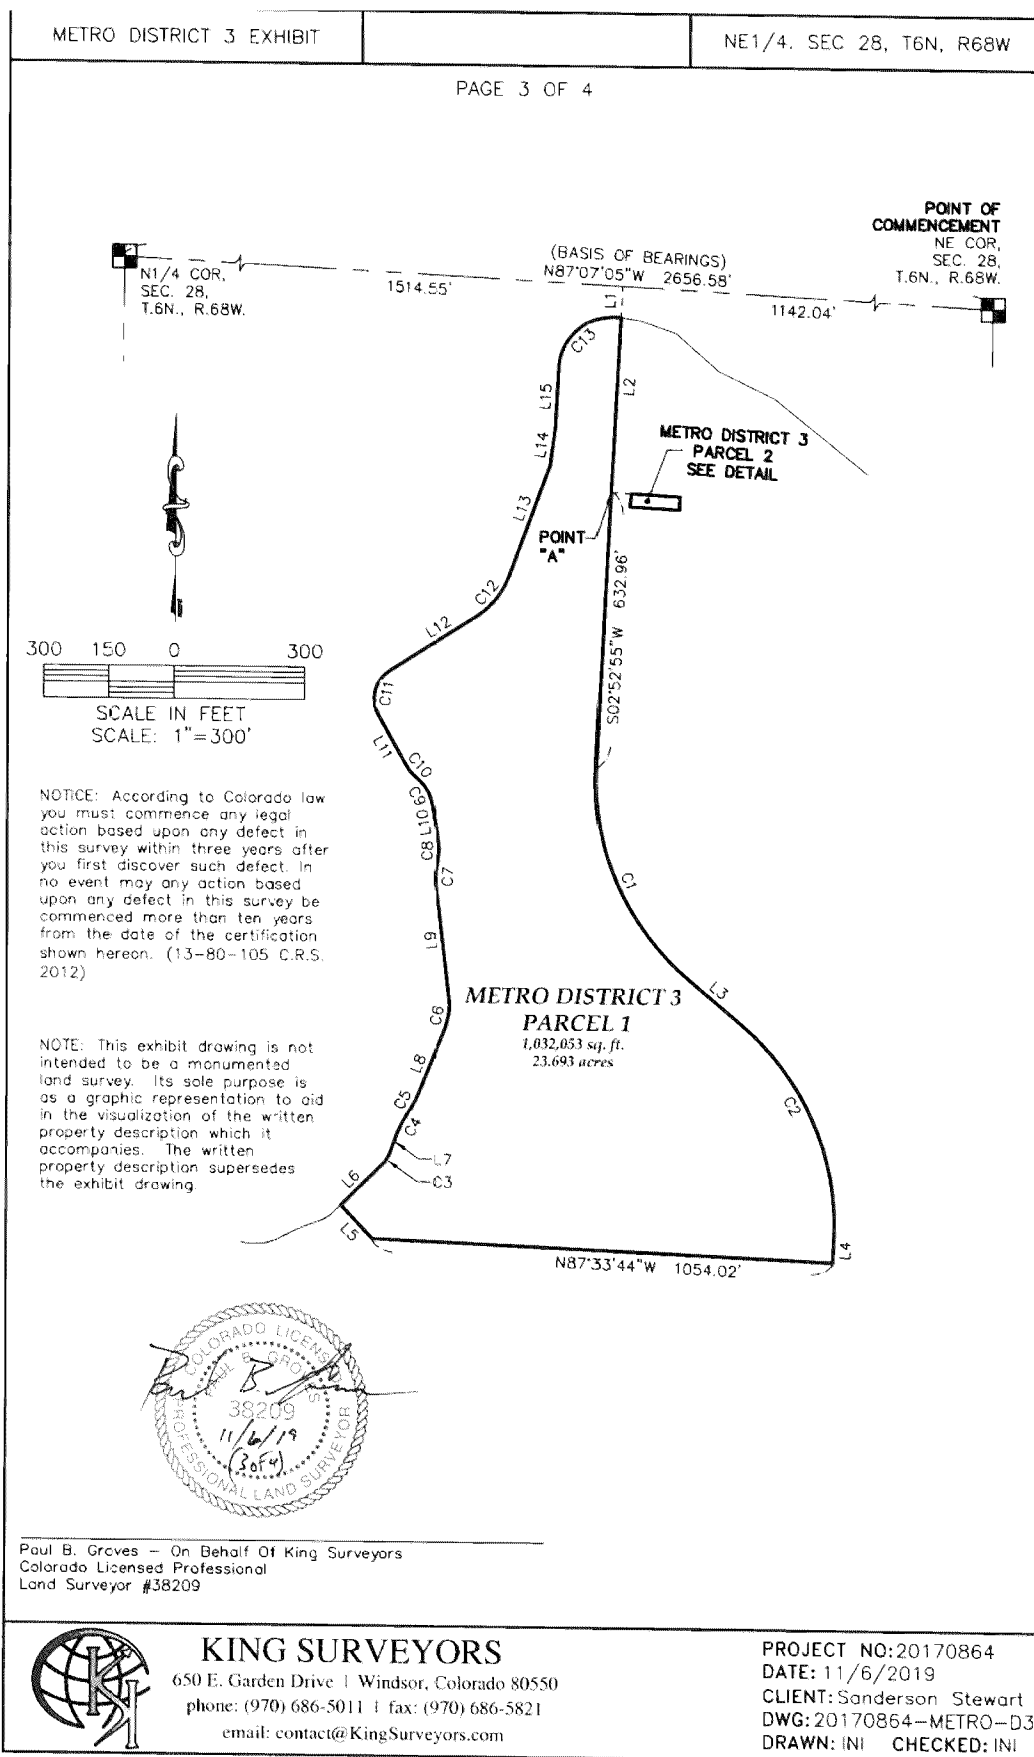 METRO DISTRICT 3 EXHIBIT
NE1/4, SEC 28, T6N, R68W
PAGE 3 OF 4
POINT OF
COMMENCEMENT
NE COR,
SEC. 28,
T.6N., R.68W.
(BASIS OF BEARINGS)
N87°07'05"W 2656.58'
N1/4 COR,
SEC. 28,
T.6N., R.68W.
1514.55'
1142.04'
L1
C13
L2
L15
L14
L13
METRO DISTRICT 3
PARCEL 2
SEE DETAIL
POINT
"A"
C12
S02°52'55"W 632.96'
L12
300 150 0 300
SCALE IN FEET
SCALE: 1"=300'
C11
L11
C10
C9
L10
C8
C7
C1
L9
NOTICE: According to Colorado law
you must commence any legal
action based upon any defect in
this survey within three years after
you first discover such defect. In
no event may any action based
upon any defect in this survey be
commenced more than ten years
from the date of the certification
shown hereon. (13-80-105 C.R.S.
2012)
L3
METRO DISTRICT 3
PARCEL 1
1,032,053 sq. ft.
23.693 acres
C6
L8
C5
C4
C2
NOTE: This exhibit drawing is not
intended to be a monumented
land survey. Its sole purpose is
as a graphic representation to aid
in the visualization of the written
property description which it
accompanies. The written
property description supersedes
the exhibit drawing.
L7
C3
L6
L5
L4
N87°33'44"W 1054.02'
COLORADO LICENSED
PAUL B. GROVES
38209
11/6/19
(3of4)
PROFESSIONAL LAND SURVEYOR
Paul B. Groves – On Behalf Of King Surveyors
Colorado Licensed Professional
Land Surveyor #38209
KING SURVEYORS
650 E. Garden Drive | Windsor, Colorado 80550
phone: (970) 686-5011 | fax: (970) 686-5821
email: contact@KingSurveyors.com
PROJECT NO:20170864
DATE: 11/6/2019
CLIENT: Sanderson Stewart
DWG: 20170864-METRO-D3
DRAWN: INI CHECKED: INI